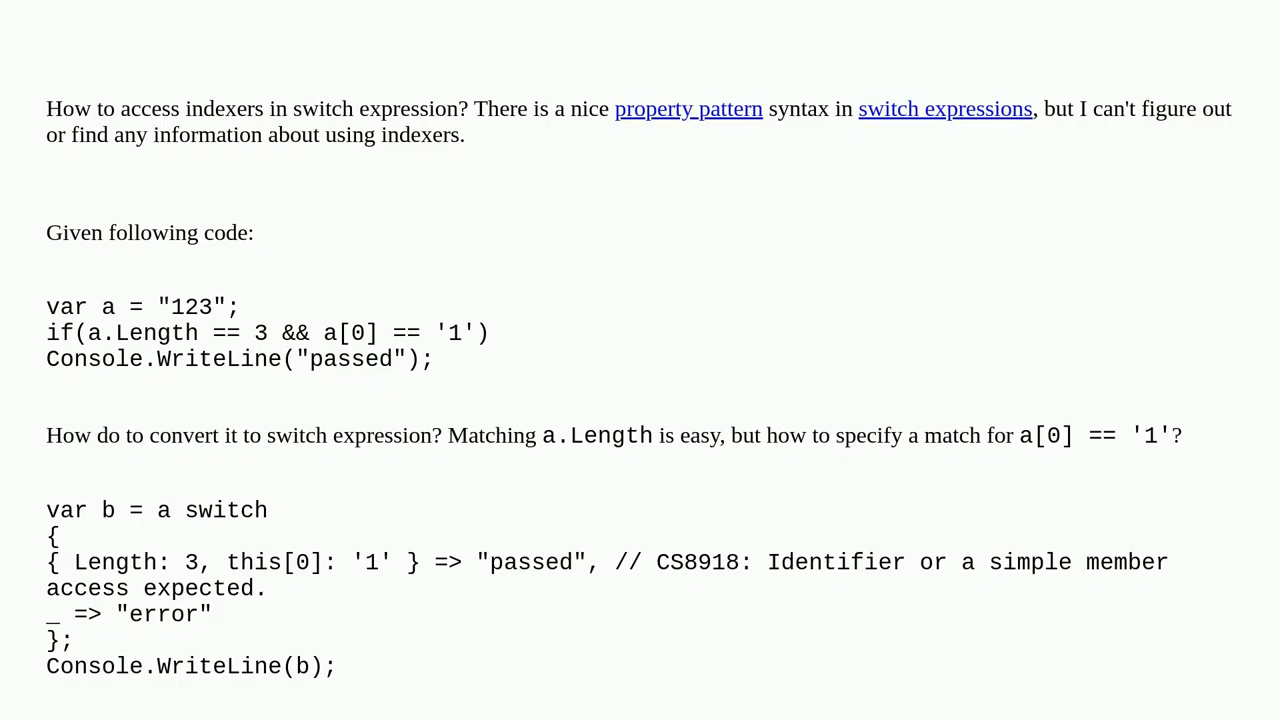 How to access indexers in switch expression? There is a nice property pattern syntax in switch expressions, but I can't figure out
or find any information about using indexers.
Given following code:
var a = "123";
if(a.Length == 3 && a[0] == '1')
Console.WriteLine("passed");
How do to convert it to switch expression? Matching a.Length is easy, but how to specify a match for a[0] == '1'?
var b = a switch
{
{ Length: 3, this[0]: '1' } => "passed", // CS8918: Identifier or a simple member
access expected.
_ => "error"
};
Console.WriteLine(b);